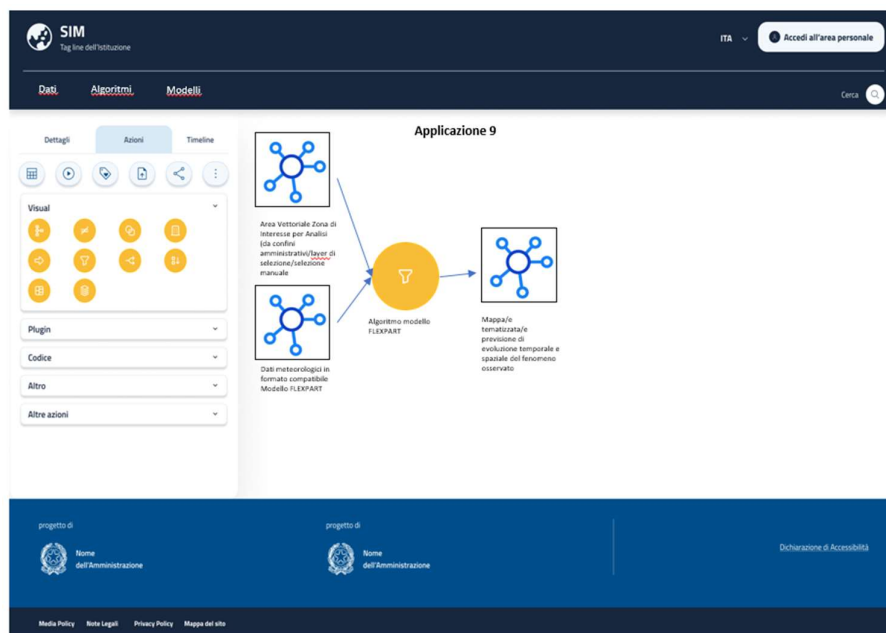 SIM
Tag line dell'Istituzione
ITA
Accedi all'area personale
Dati
Algoritmi
Modelli
Cerca
Dettagli
Azioni
Timeline
Visual
Plugin
Codice
Altro
Altre azioni
Applicazione 9
Area Vettoriale Zona di
Interesse per Analisi
(da confini
amministrativi/layer di
selezione/selezione
manuale
Dati meteorologici in
formato compatibile
Modello FLEXPART
Algoritmo modello
FLEXPART
Mappa/e
tematizzata/e
previsione di
evoluzione temporale e
spaziale del fenomeno
osservato
progetto di
Nome
dell'Amministrazione
progetto di
Nome
dell'Amministrazione
Dichiarazione di Accessibilità
Media Policy
Note Legali
Privacy Policy
Mappa del sito